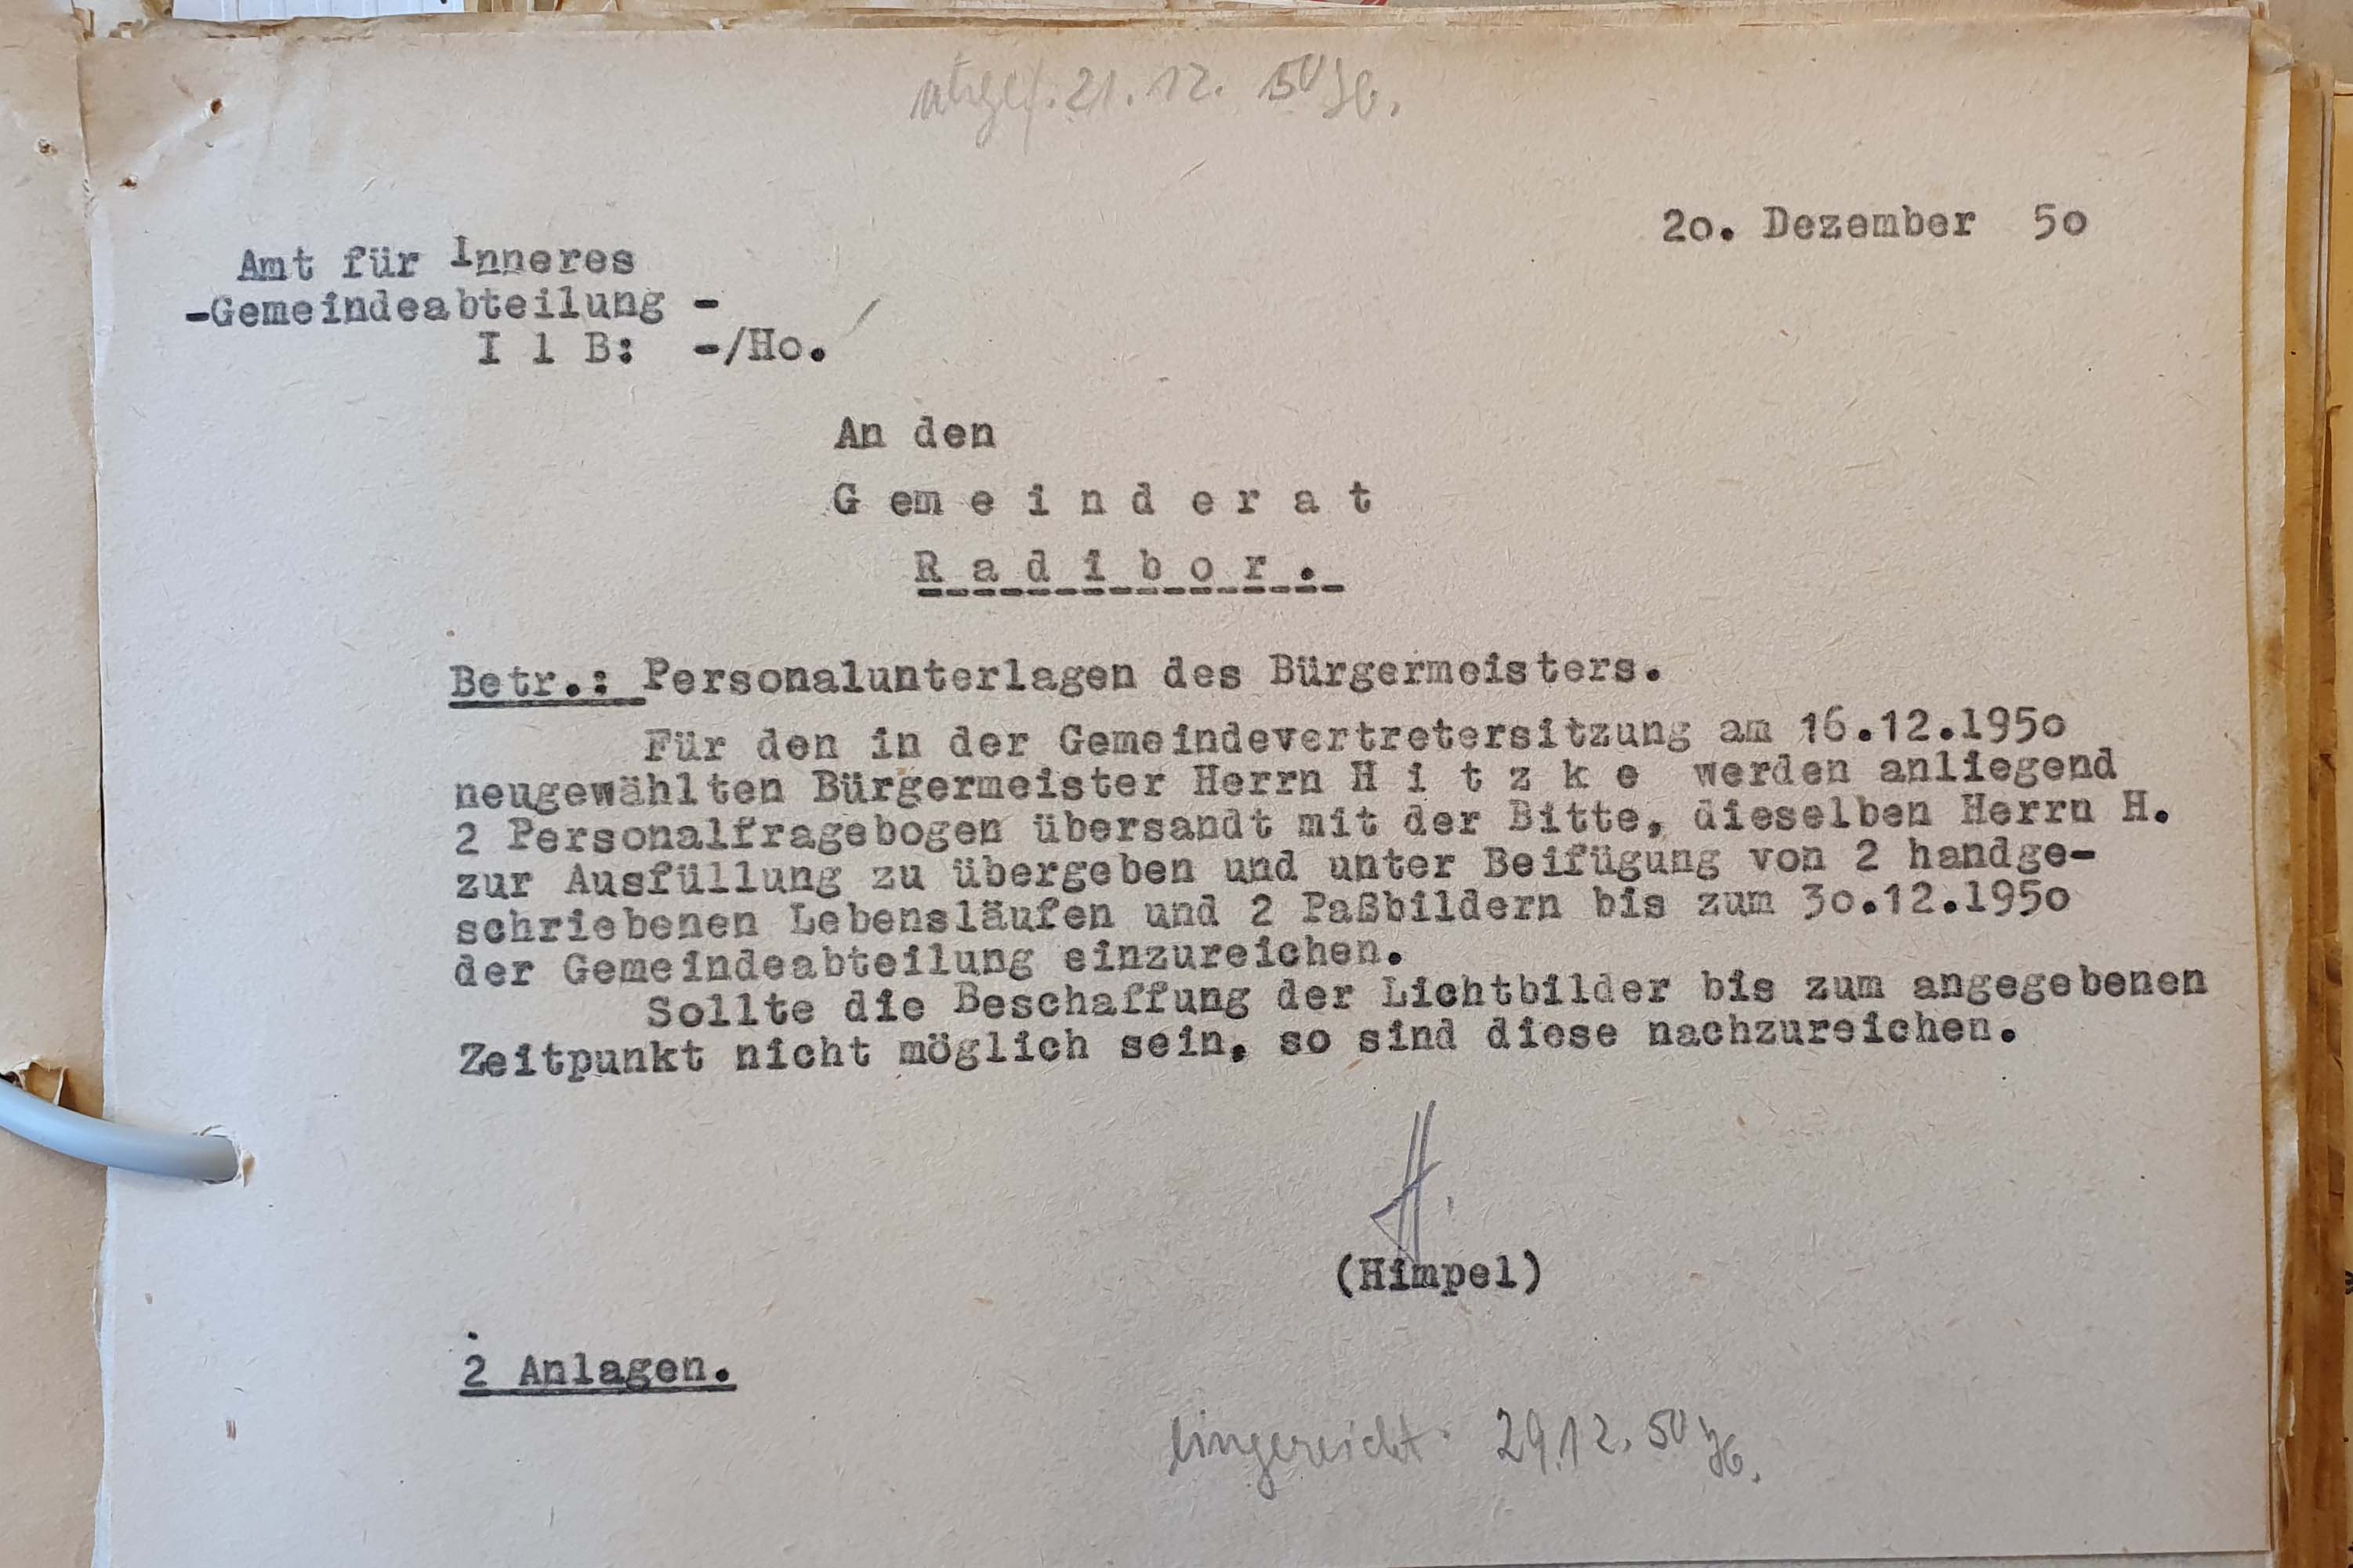 abges. 21.12.50 H.
20. Dezember 50
Amt für Inneres
-Gemeindeabteilung -
I 1 B: -/Ho.
An den
G em e i n d e r a t
R a d i b o r .
Betr.: Personalunterlagen des Bürgermeisters.
Für den in der Gemeindevertretersitzung am 16.12.1950
neugewählten Bürgermeister Herrn H i t z k e werden anliegend
2 Personalfragebogen übersandt mit der Bitte, dieselben Herrn H.
zur Ausfüllung zu übergeben und unter Beifügung von 2 handge-
schriebenen Lebensläufen und 2 Paßbildern bis zum 30.12.1950
der Gemeindeabteilung einzureichen.
Sollte die Beschaffung der Lichtbilder bis zum angegebenen
Zeitpunkt nicht möglich sein, so sind diese nachzureichen.
H.
(Himpel)
2 Anlagen.
eingereicht 29.12.50 H.